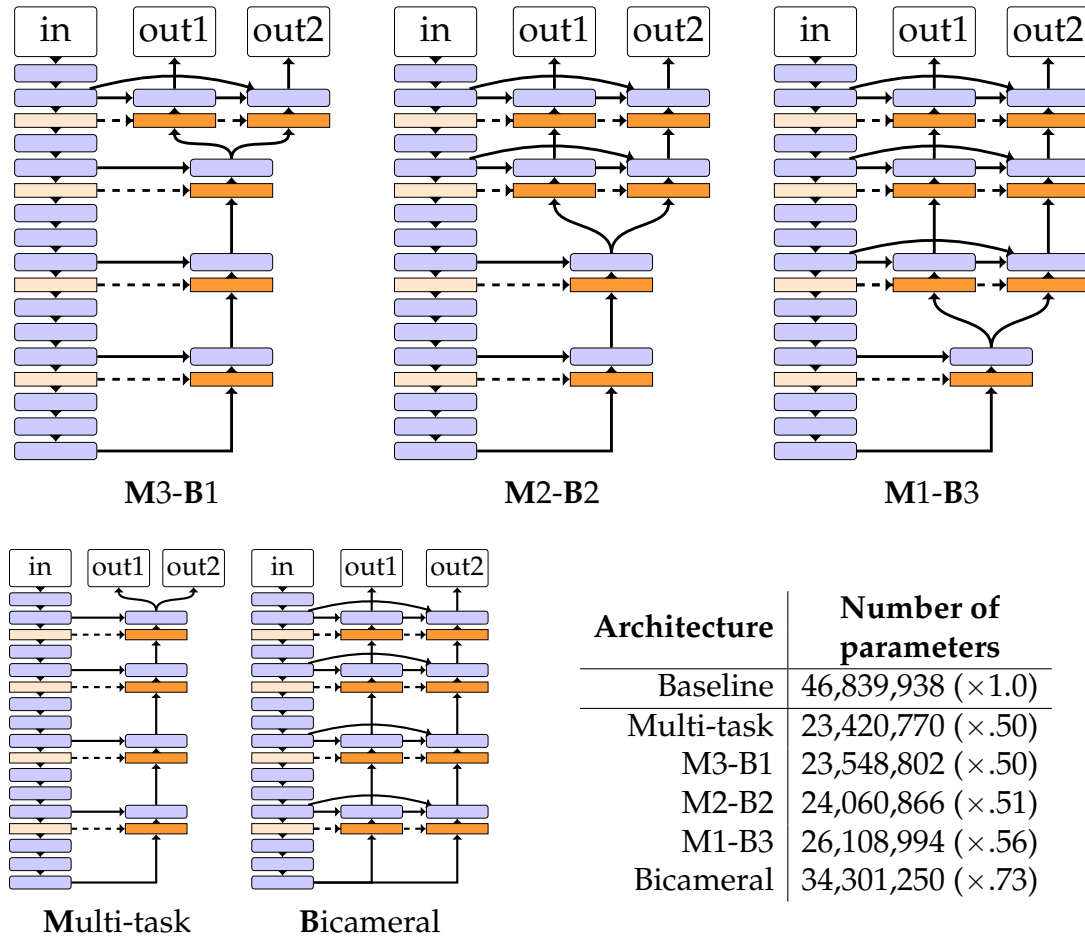 in out1 out2 in out1 out2 in out1 out2
M3-B1 M2-B2 M1-B3
in out1 out2 in out1 out2
Multi-task Bicameral
Architecture Number of
parameters
Baseline 46,839,938 (×1.0)
Multi-task 23,420,770 (×.50)
M3-B1 23,548,802 (×.50)
M2-B2 24,060,866 (×.51)
M1-B3 26,108,994 (×.56)
Bicameral 34,301,250 (×.73)